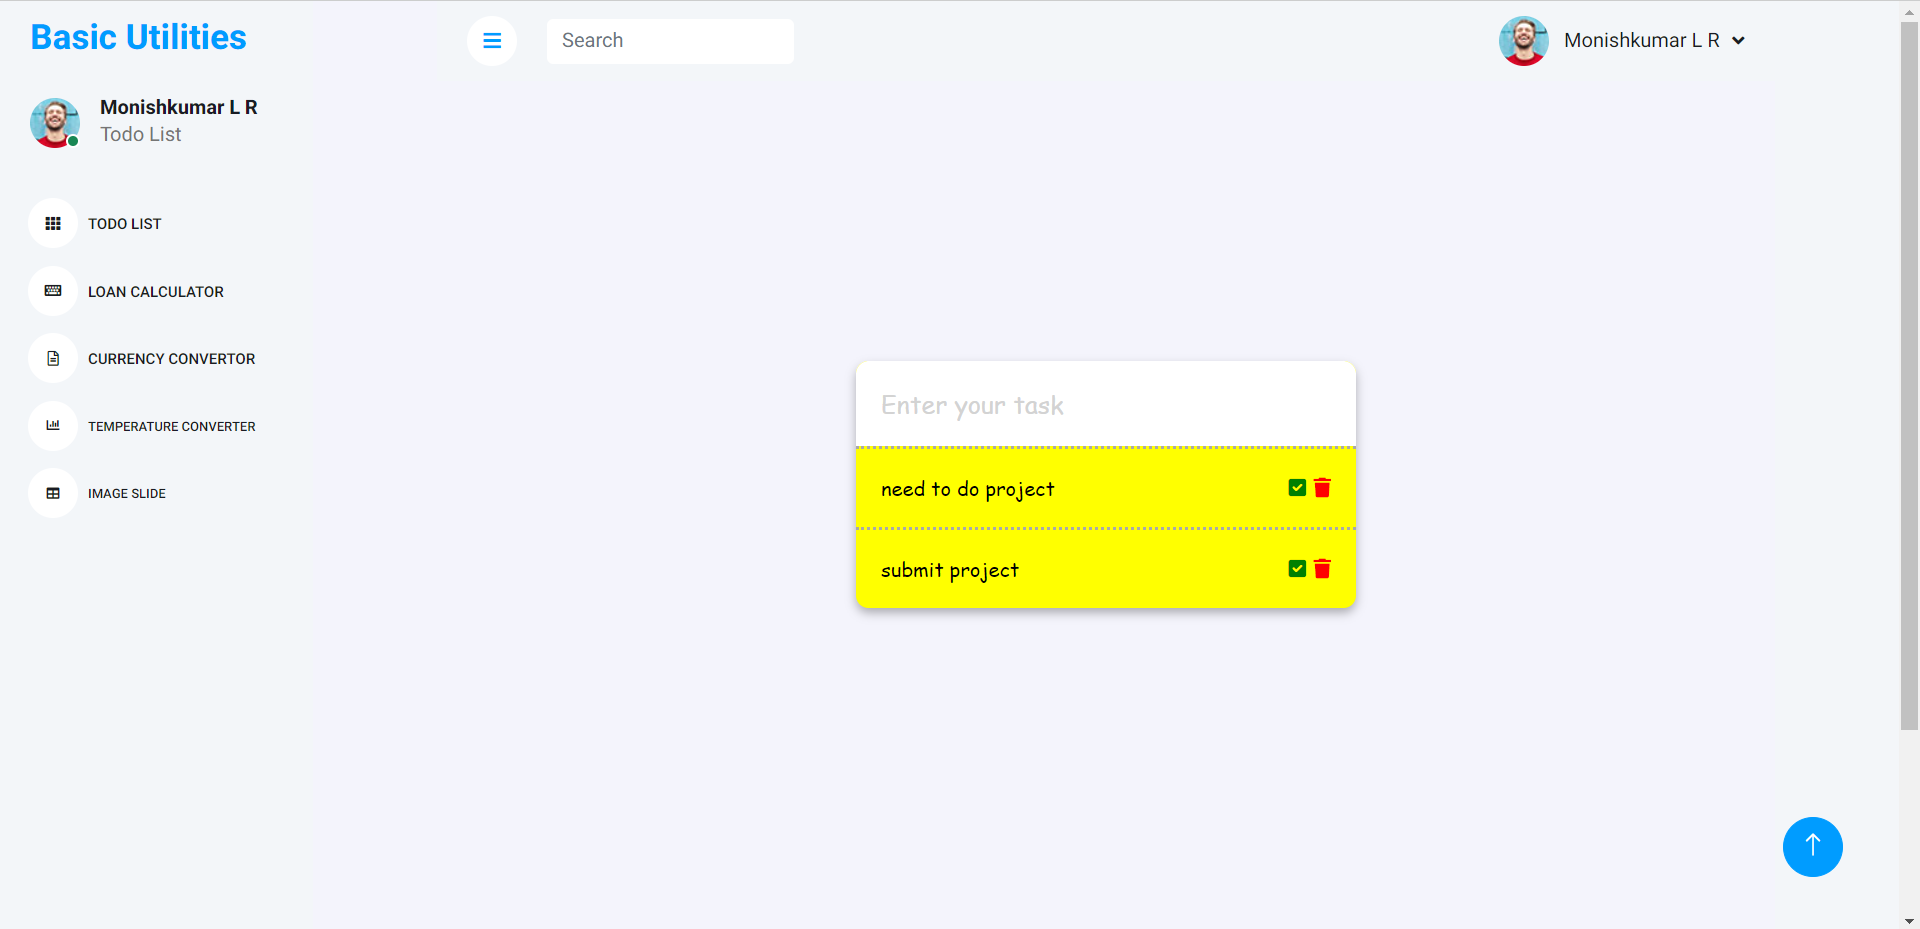 Basic Utilities
Search
Monishkumar L R
Monishkumar L R
Todo List
TODO LIST
LOAN CALCULATOR
CURRENCY CONVERTOR
TEMPERATURE CONVERTER
IMAGE SLIDE
Enter your task
need to do project
submit project